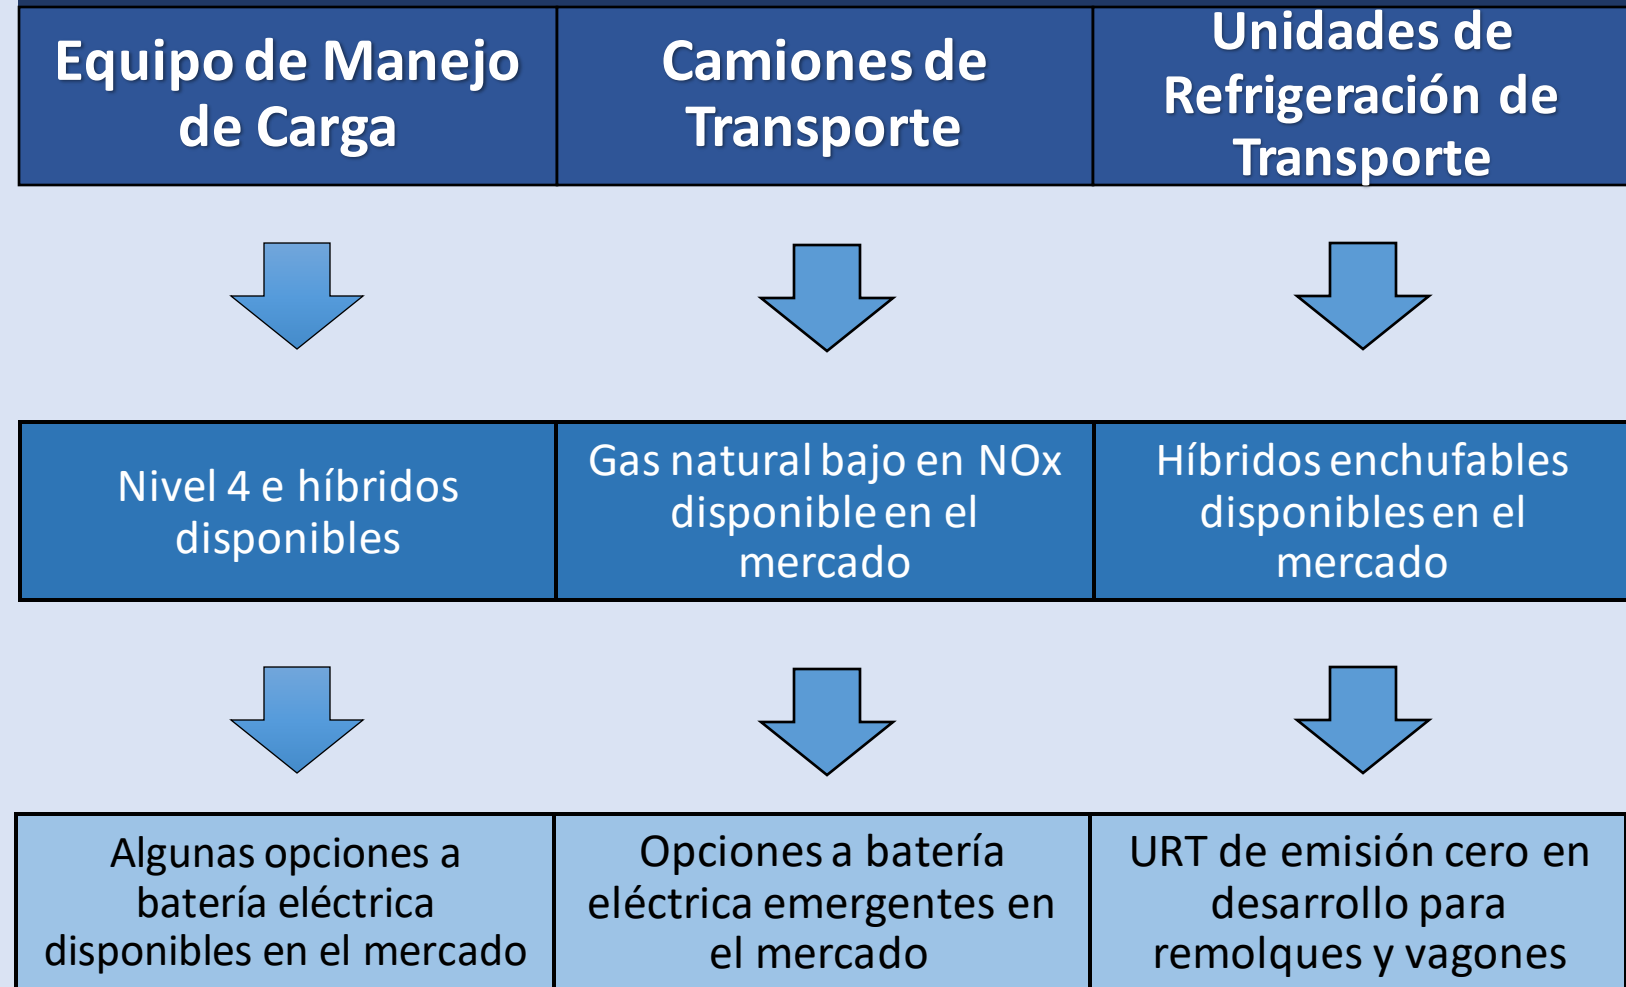 Equipo de Manejo
de Carga
Camiones de
Transporte
Unidades de
Refrigeración de
Transporte
Nivel 4 e híbridos
disponibles
Gas natural bajo en NOx
disponible en el
mercado
Híbridos enchufables
disponibles en el
mercado
Algunas opciones a
batería eléctrica
disponibles en el mercado
Opciones a batería
eléctrica emergentes en
el mercado
URT de emisión cero en
desarrollo para
remolques y vagones